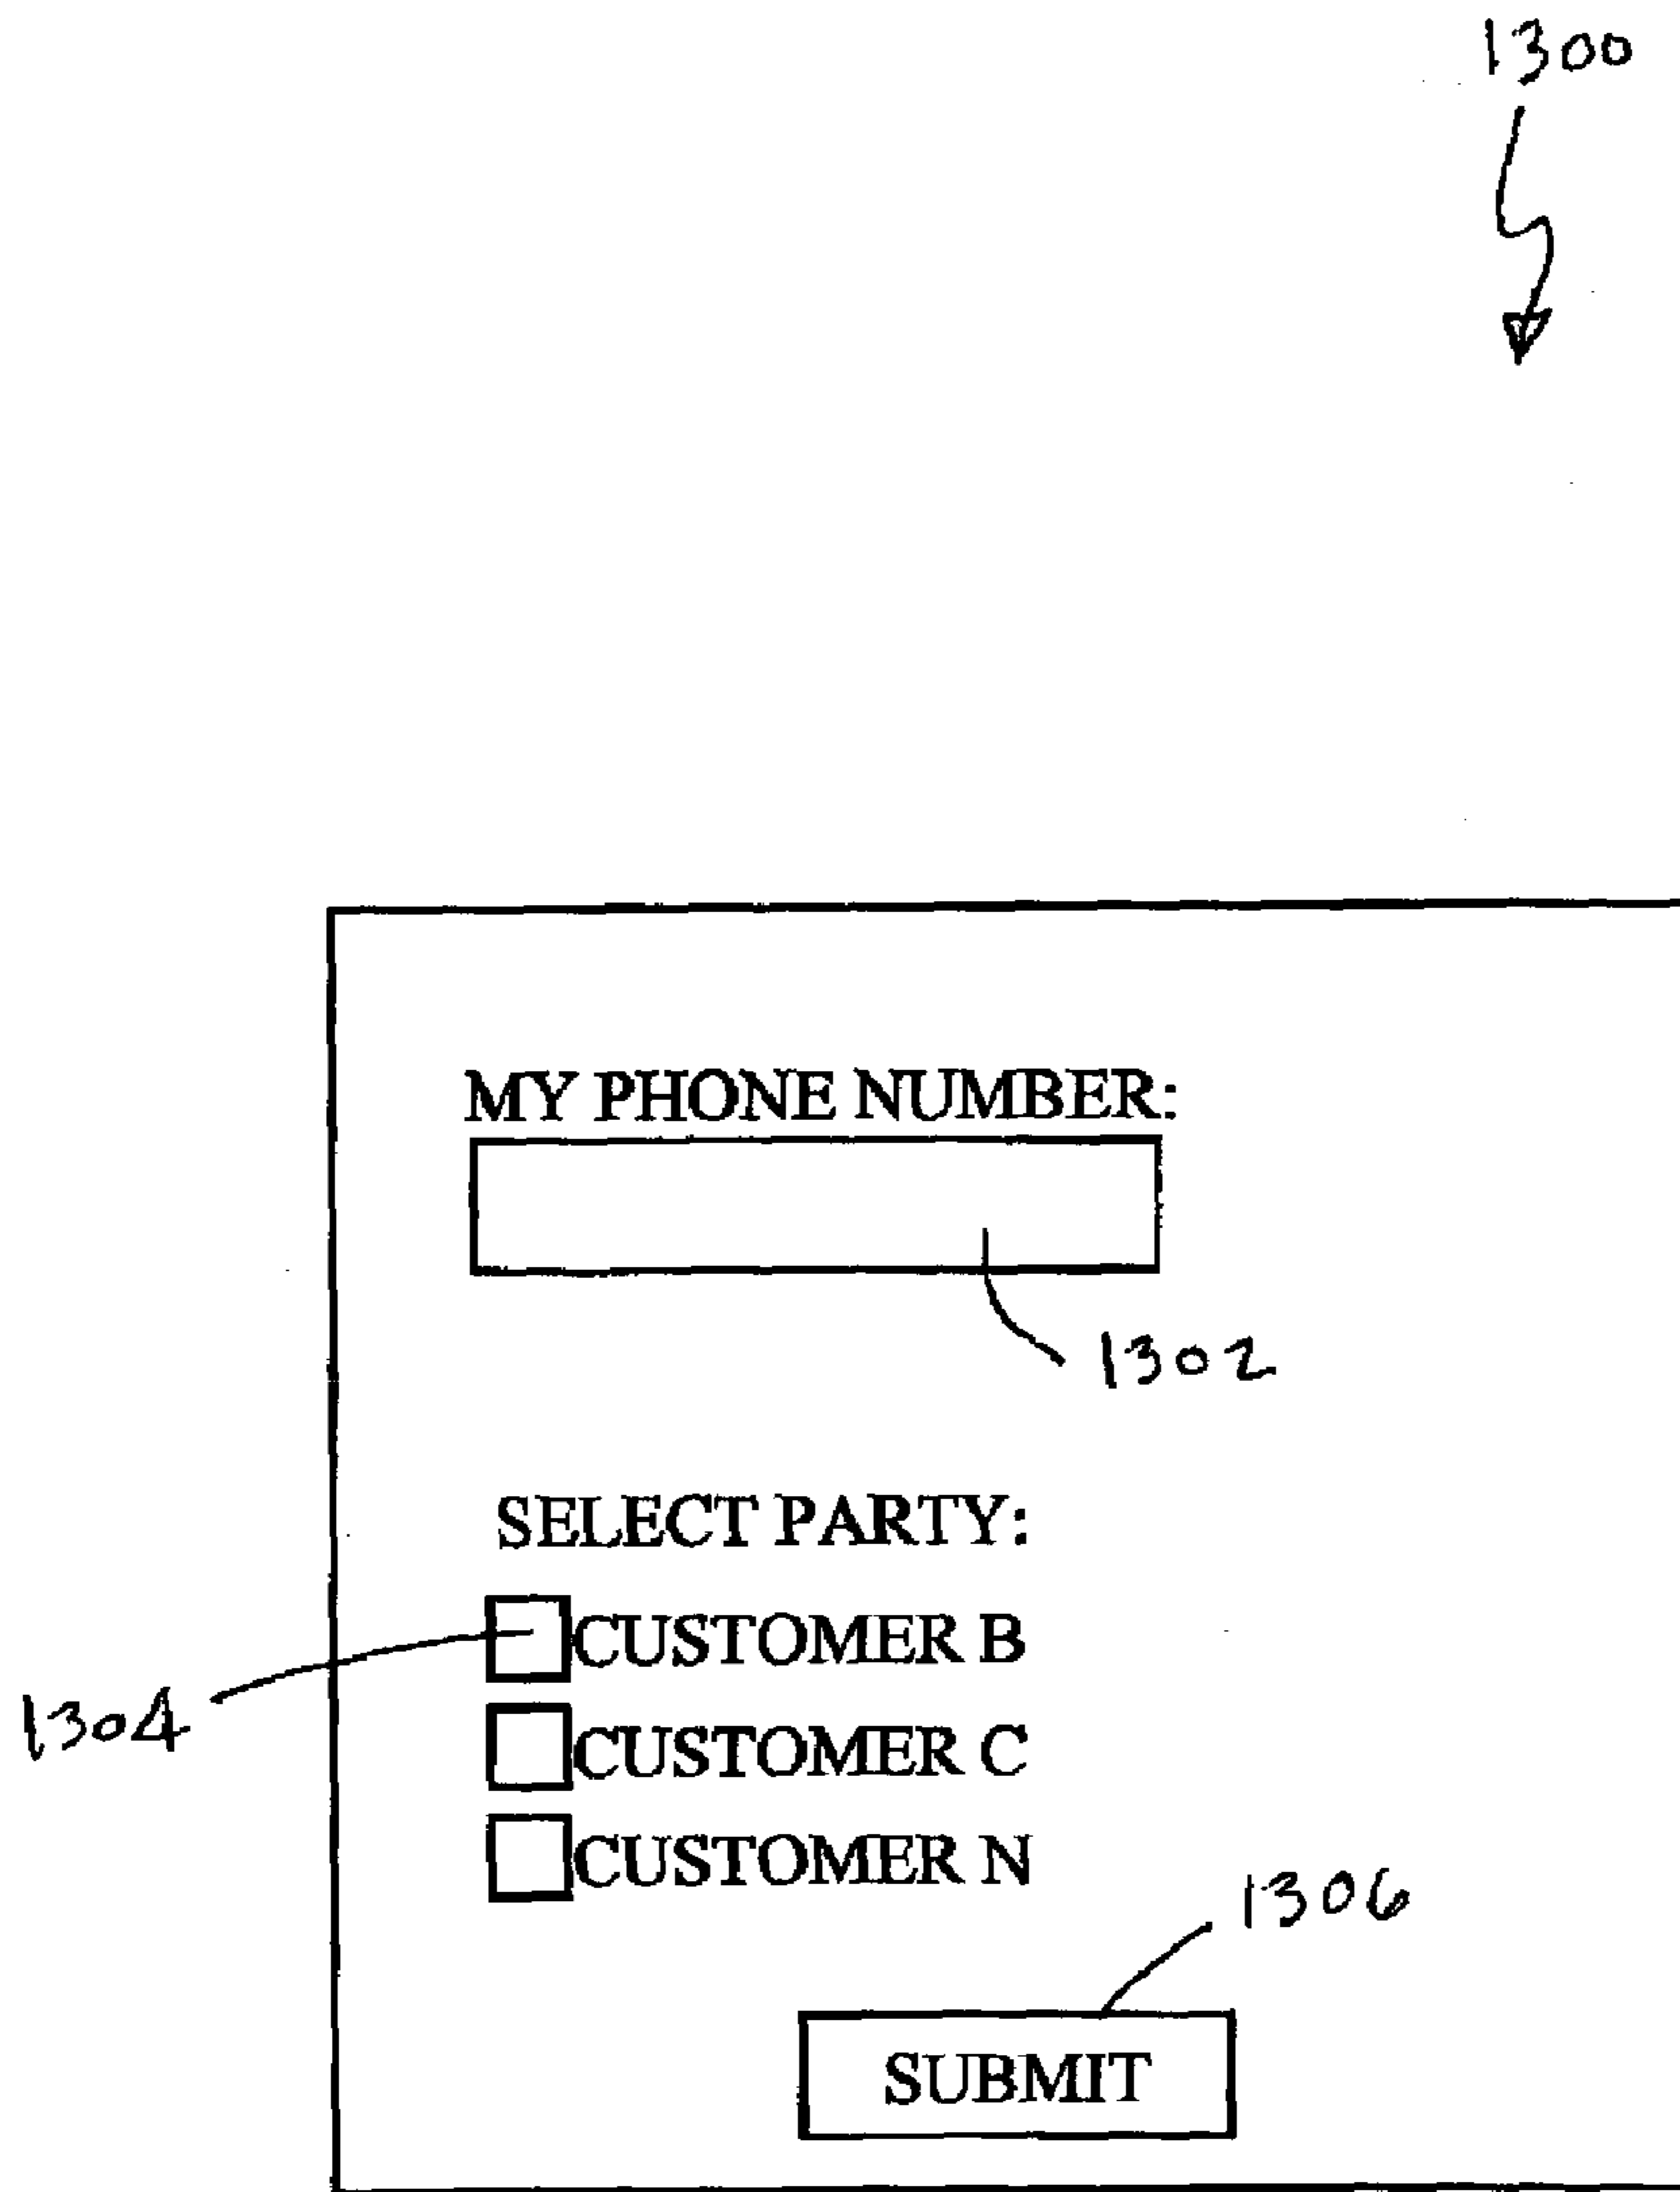 1300
MY PHONE NUMBER:
1302
SELECT PARTY:
CUSTOMER B
1304
CUSTOMER C
CUSTOMER N
1306
SUBMIT